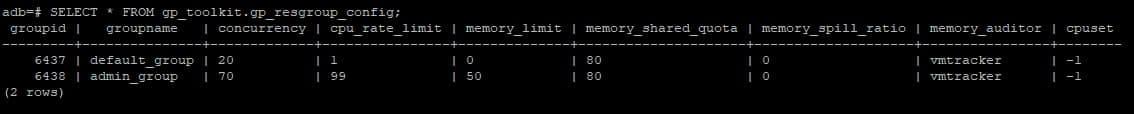 adb=# SELECT * FROM gp_toolkit.gp_resgroup_config;
 groupid |   groupname   | concurrency | cpu_rate_limit | memory_limit | memory_shared_quota | memory_spill_ratio | memory_auditor | cpuset
---------+---------------+-------------+----------------+--------------+---------------------+--------------------+----------------+--------
    6437 | default_group | 20          | 1              | 0            | 80                  | 0                  | vmtracker      | -1
    6438 | admin_group   | 70          | 99             | 50           | 80                  | 0                  | vmtracker      | -1
(2 rows)